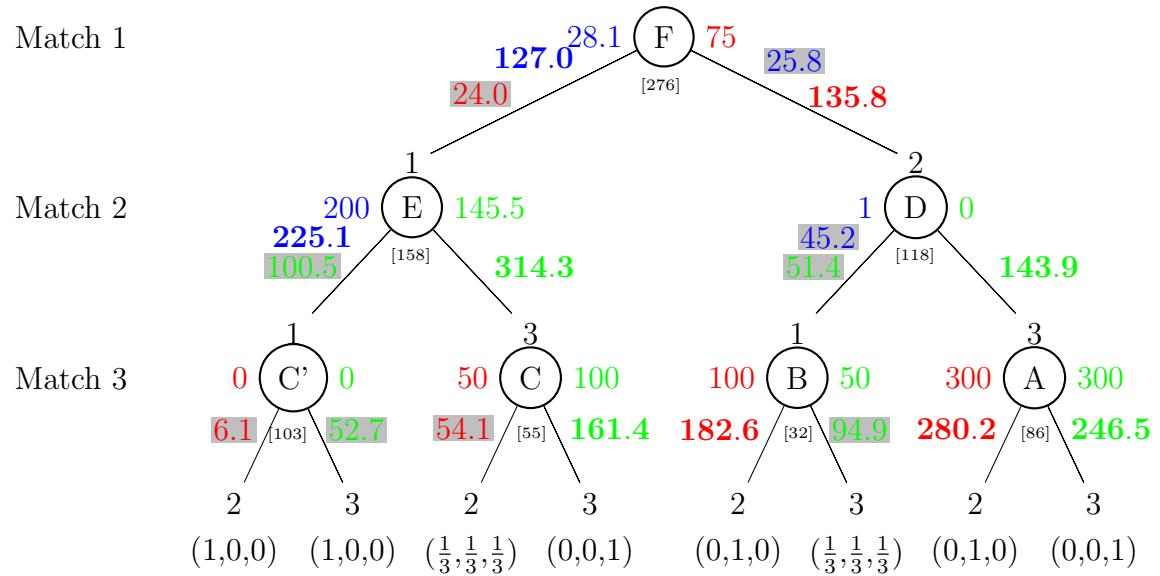 Match 1 28.1 F 75
127.0 25.8
[276]
24.0 135.8
1 2
Match 2 200 E 145.5 1 D 0
225.1 45.2
[158] [118]
100.5 314.3 51.4 143.9
1 3 1 3
Match 3 0 C' 0 50 C 100 100 B 50 300 A 300
6.1 [103] 52.7 54.1 [55] 161.4 182.6 [32] 94.9 280.2 [86] 246.5
2 3 2 3 2 3 2 3
(1,0,0) (1,0,0) (1/3,1/3,1/3) (0,0,1) (0,1,0) (1/3,1/3,1/3) (0,1,0) (0,0,1)